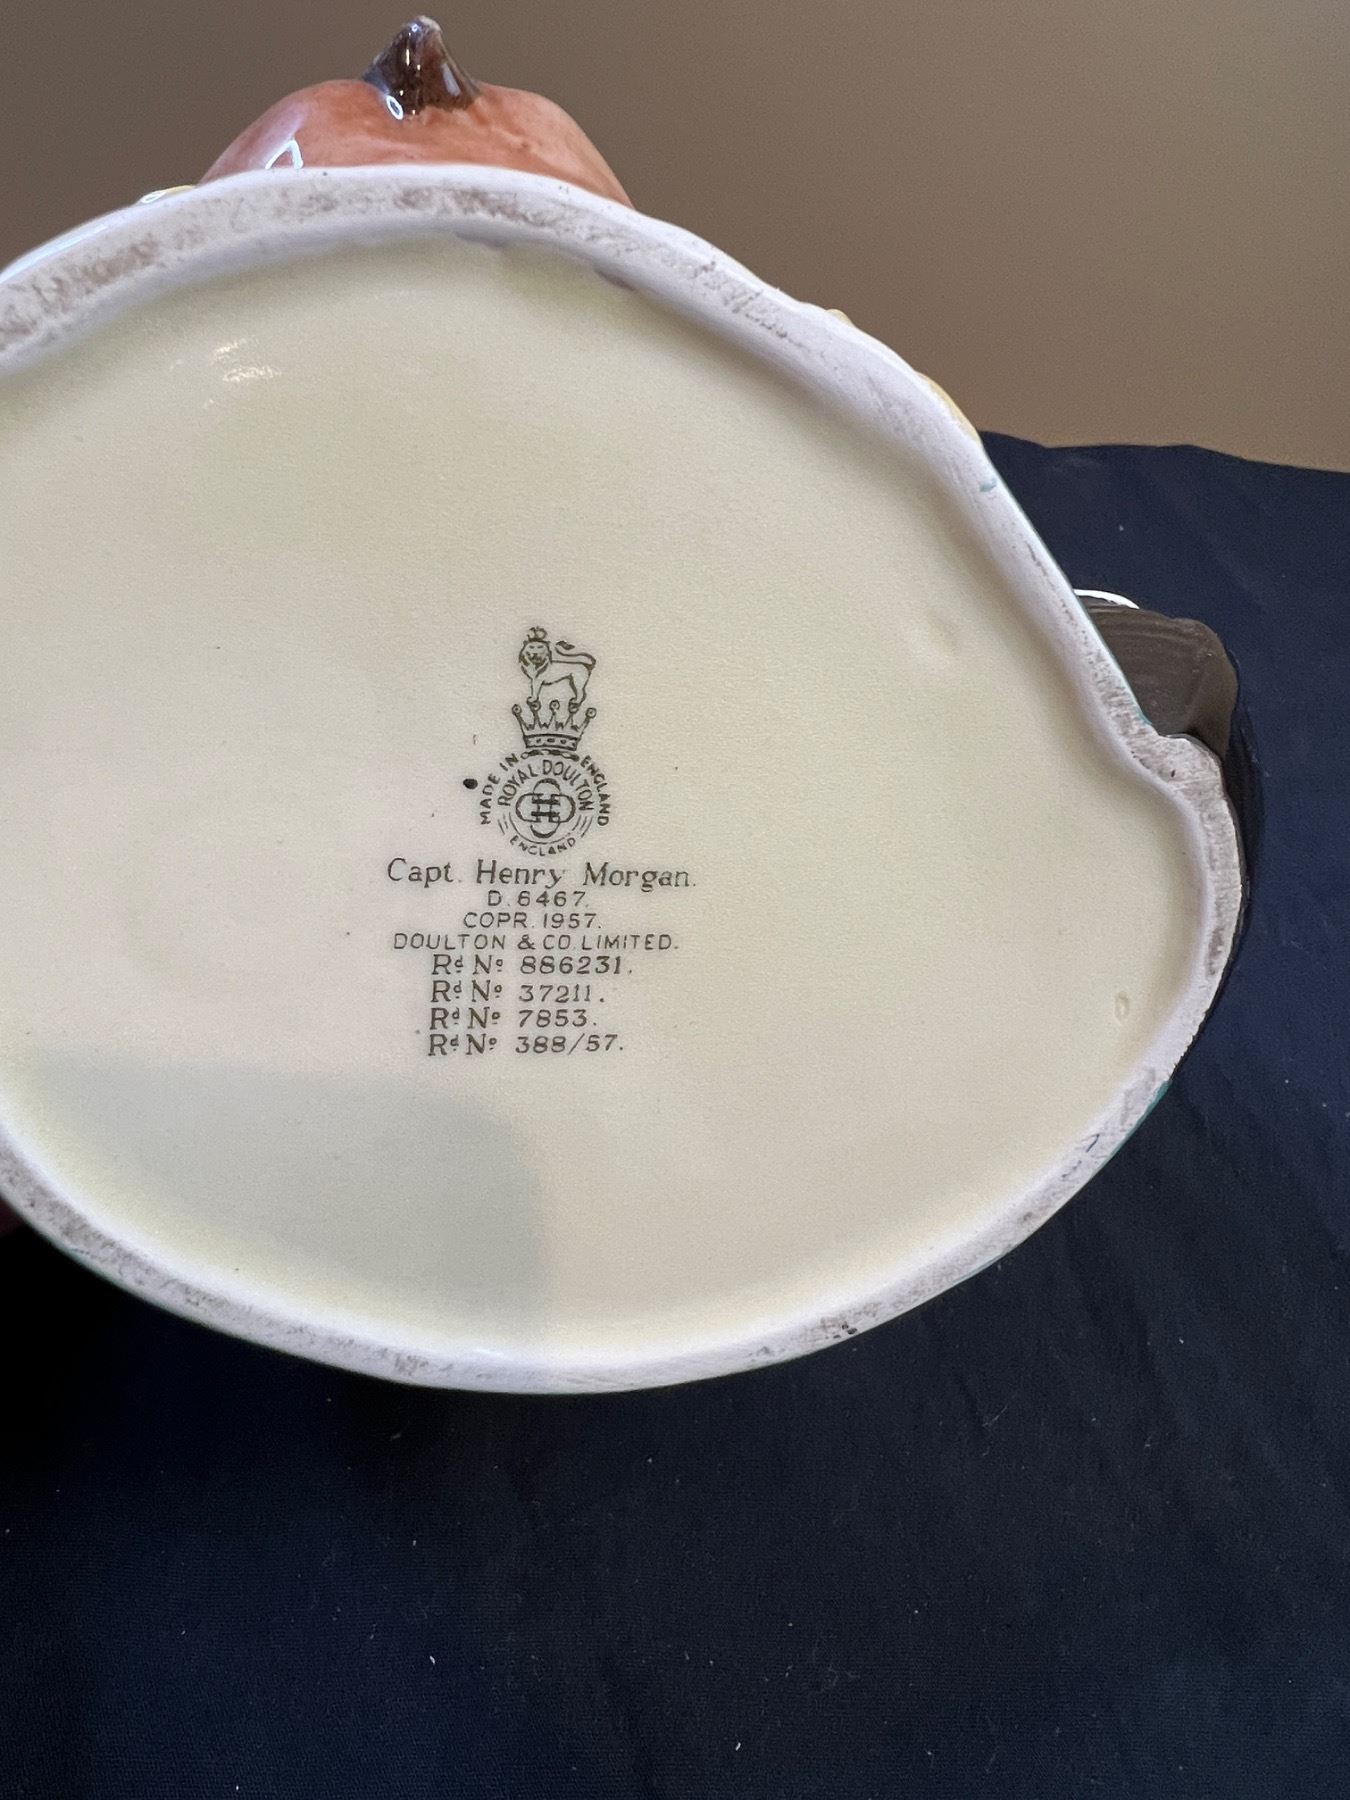 MADE IN ENGLAND
ROYAL DOULTON
ENGLAND
Capt. Henry Morgan.
D. 6467.
COPR. 1957.
DOULTON & CO. LIMITED.
Rd No 886231.
Rd No 37211.
Rd No 7853.
Rd No 388/57.